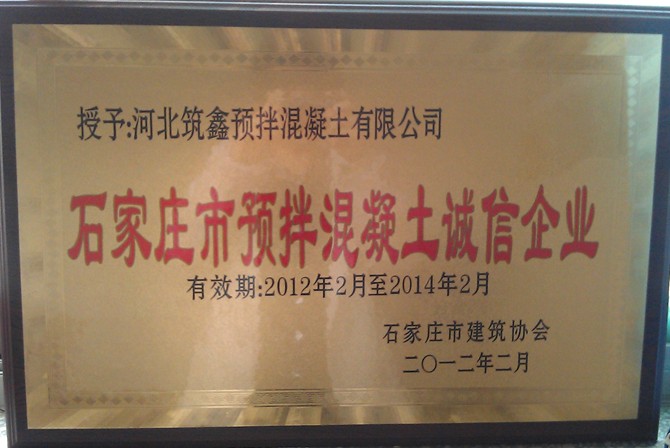 授予:河北筑鑫预拌混凝土有限公司
石家庄市预拌混凝土诚信企业
有效期:2012年2月至2014年2月
石家庄市建筑协会
二〇一二年二月